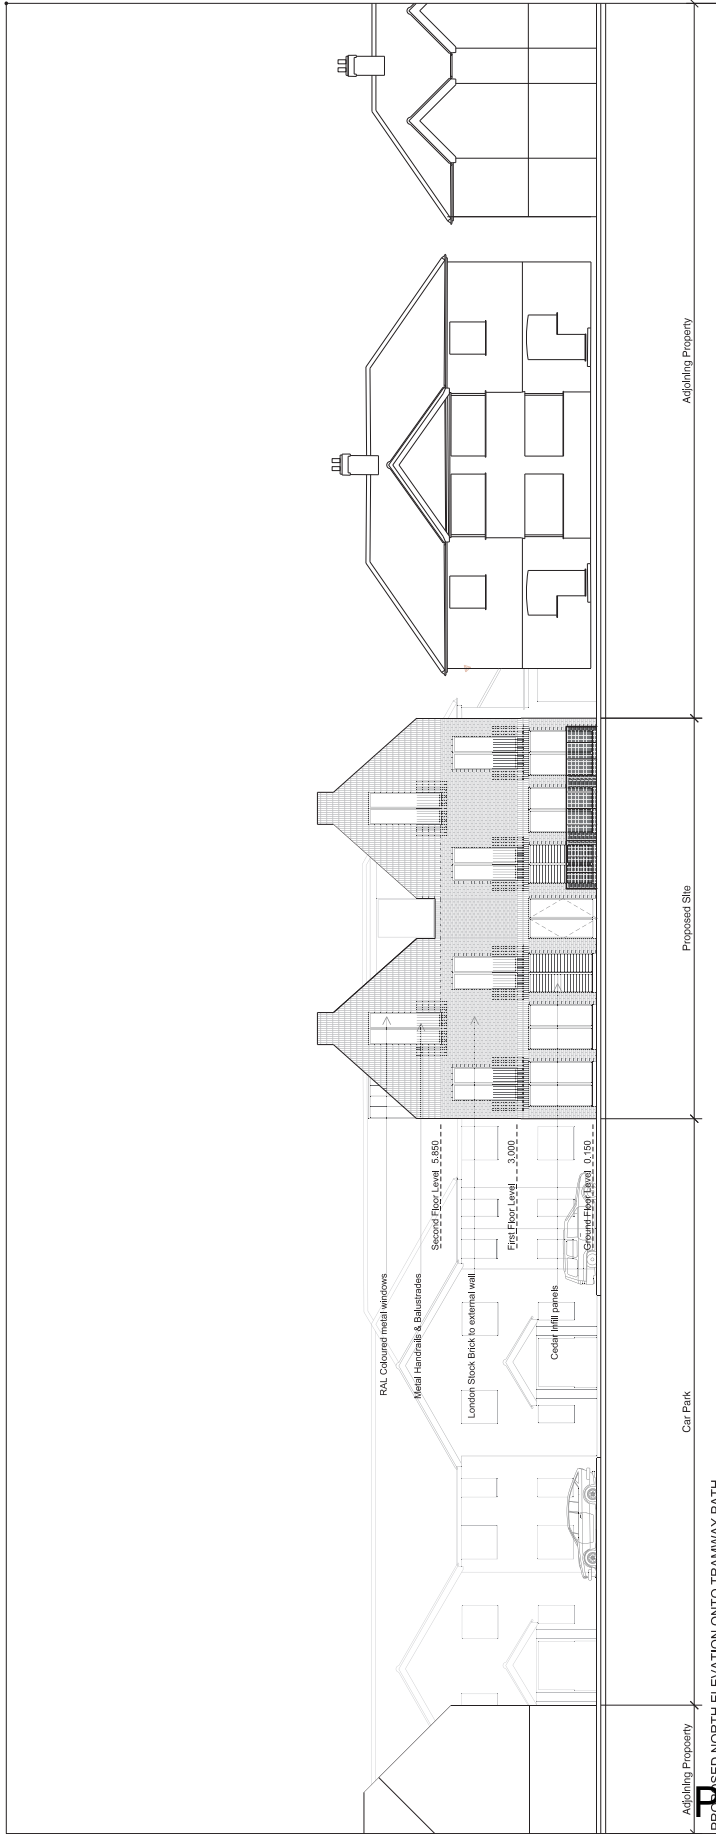 RAL Coloured metal windows
Metal Handrails & Balustrades
London Stock Brick to external wall
Cedar Infill panels
Second Floor Level 5.850
First Floor Level 3.000
Ground Floor Level 0.150
Adjoining Propoerty
Car Park
Proposed Site
Adjoining Property
PROPOSED NORTH ELEVATION ONTO TRAMWAY PATH